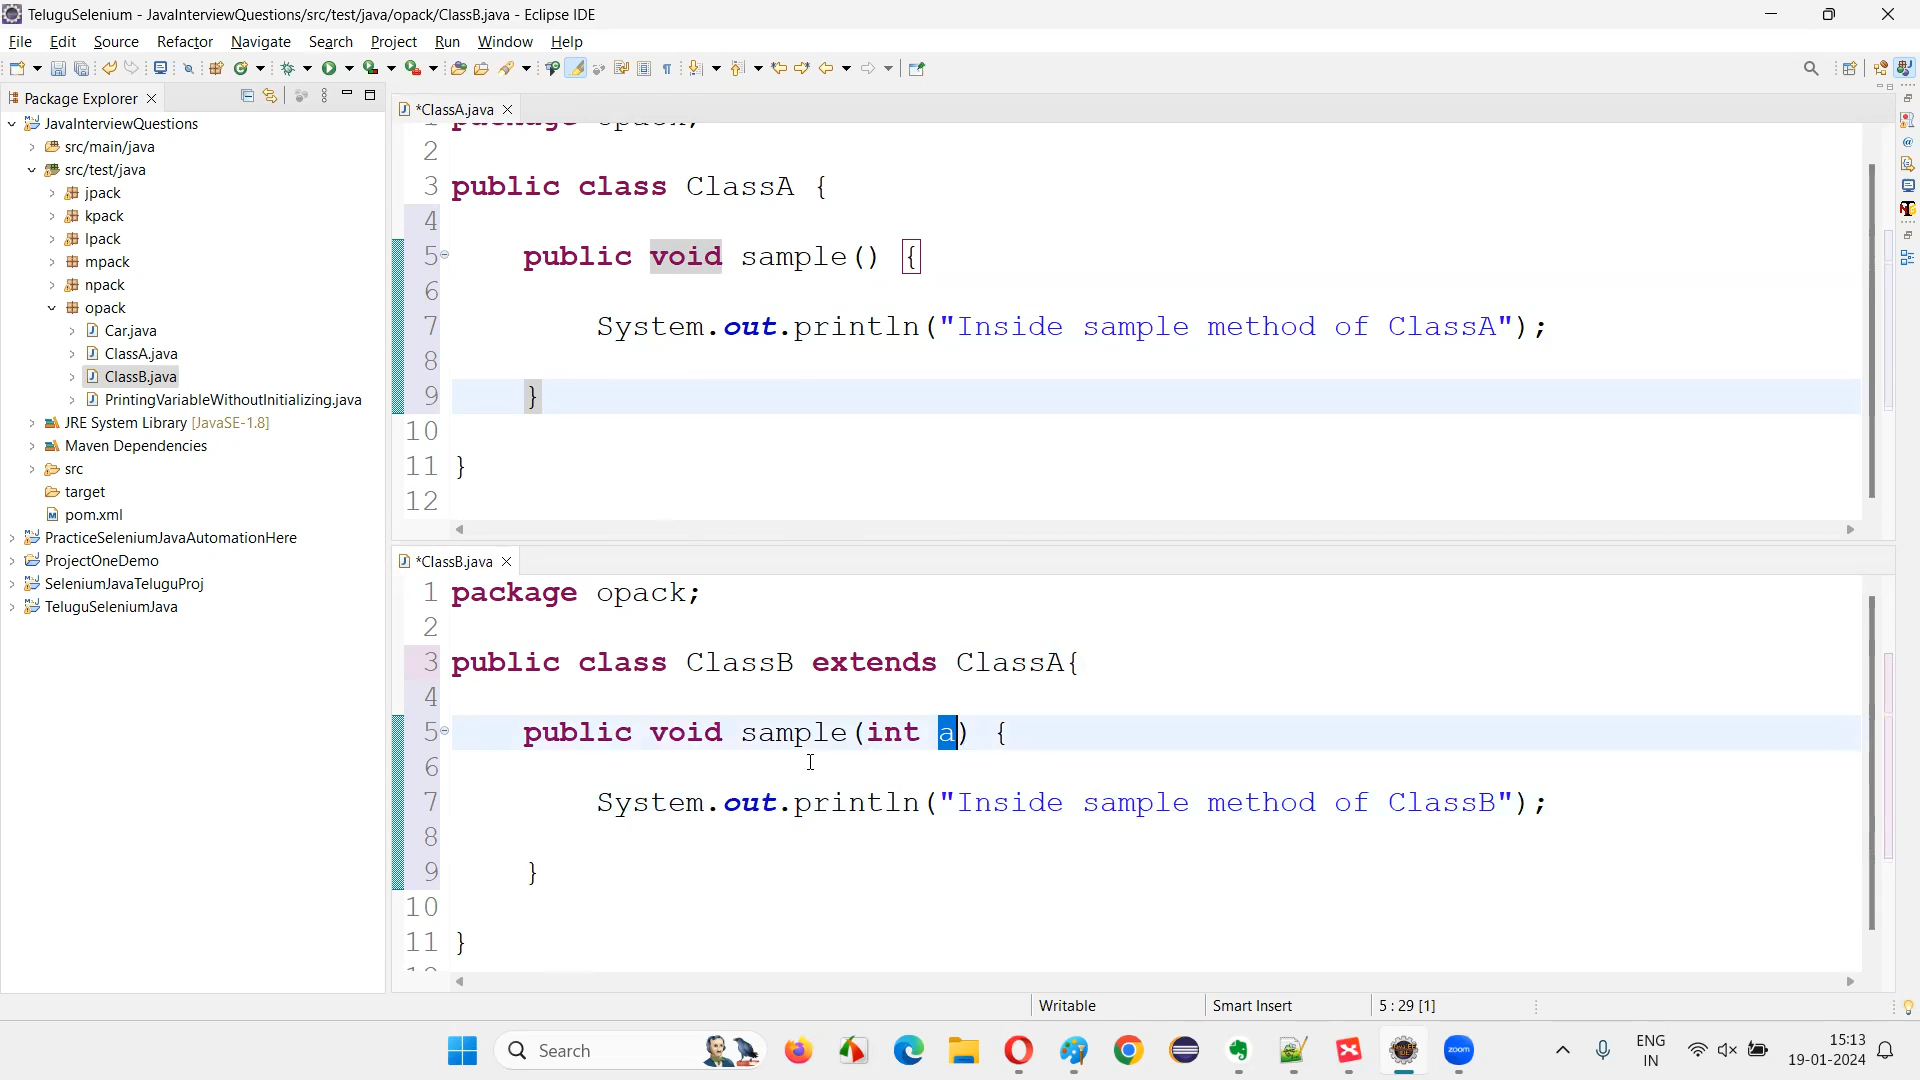 TeluguSelenium - JavaInterviewQuestions/src/test/java/opack/ClassB.java - Eclipse IDE
File Edit Source Refactor Navigate Search Project Run Window Help
Package Explorer
JavaInterviewQuestions
src/main/java
src/test/java
jpack
kpack
lpack
mpack
npack
opack
Car.java
ClassA.java
ClassB.java
PrintingVariableWithoutInitializing.java
JRE System Library [JavaSE-1.8]
Maven Dependencies
src
target
pom.xml
PracticeSeleniumJavaAutomationHere
ProjectOneDemo
SeleniumJavaTeluguProj
TeluguSeleniumJava
*ClassA.java
1 package opack;
2
3 public class ClassA {
4
5 public void sample() {
6
7 System.out.println("Inside sample method of ClassA");
8
9 }
10
11 }
12
*ClassB.java
1 package opack;
2
3 public class ClassB extends ClassA{
4
5 public void sample(int a) {
6
7 System.out.println("Inside sample method of ClassB");
8
9 }
10
11 }
Writable Smart Insert 5 : 29 [1]
Search
zoom
ENG
IN
15:13
19-01-2024